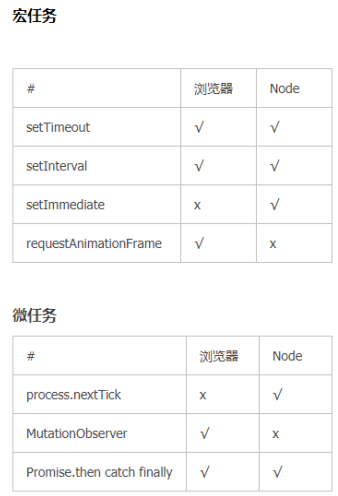 宏任务
# 浏览器 Node
setTimeout √ √
setInterval √ √
setImmediate x √
requestAnimationFrame √ x
微任务
# 浏览器 Node
process.nextTick x √
MutationObserver √ x
Promise.then catch finally √ √